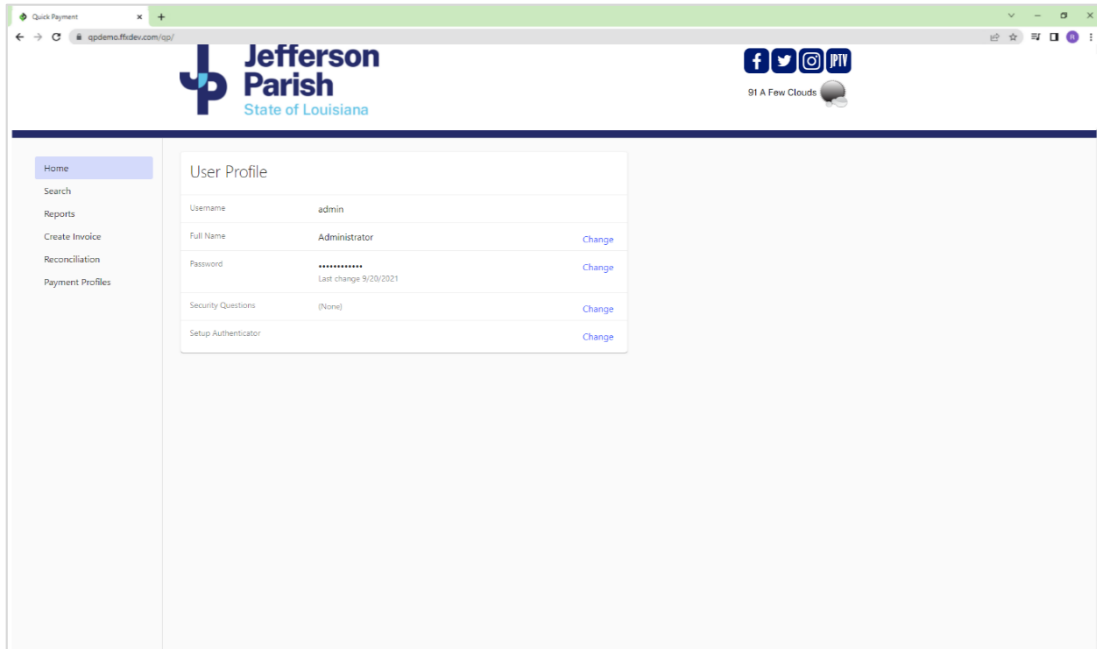 Quick Payment
qpdemo.ffxdev.com/qp/
R
Jefferson
Parish
State of Louisiana
JPTV
91 A Few Clouds
Home
Search
Reports
Create Invoice
Reconciliation
Payment Profiles
User Profile
Username admin
Full Name Administrator Change
Password •••••••••••• Change
Last change 9/20/2021
Security Questions (None) Change
Setup Authenticator Change